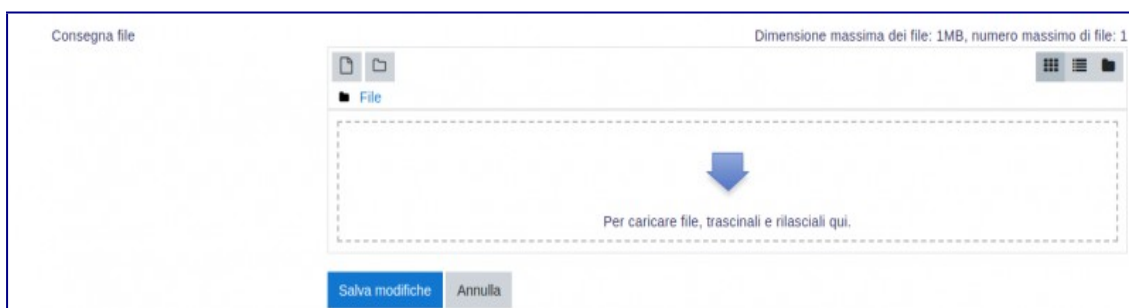 Consegna file
Dimensione massima dei file: 1MB, numero massimo di file: 1
File
Per caricare file, trascinali e rilasciali qui.
Salva modifiche
Annulla